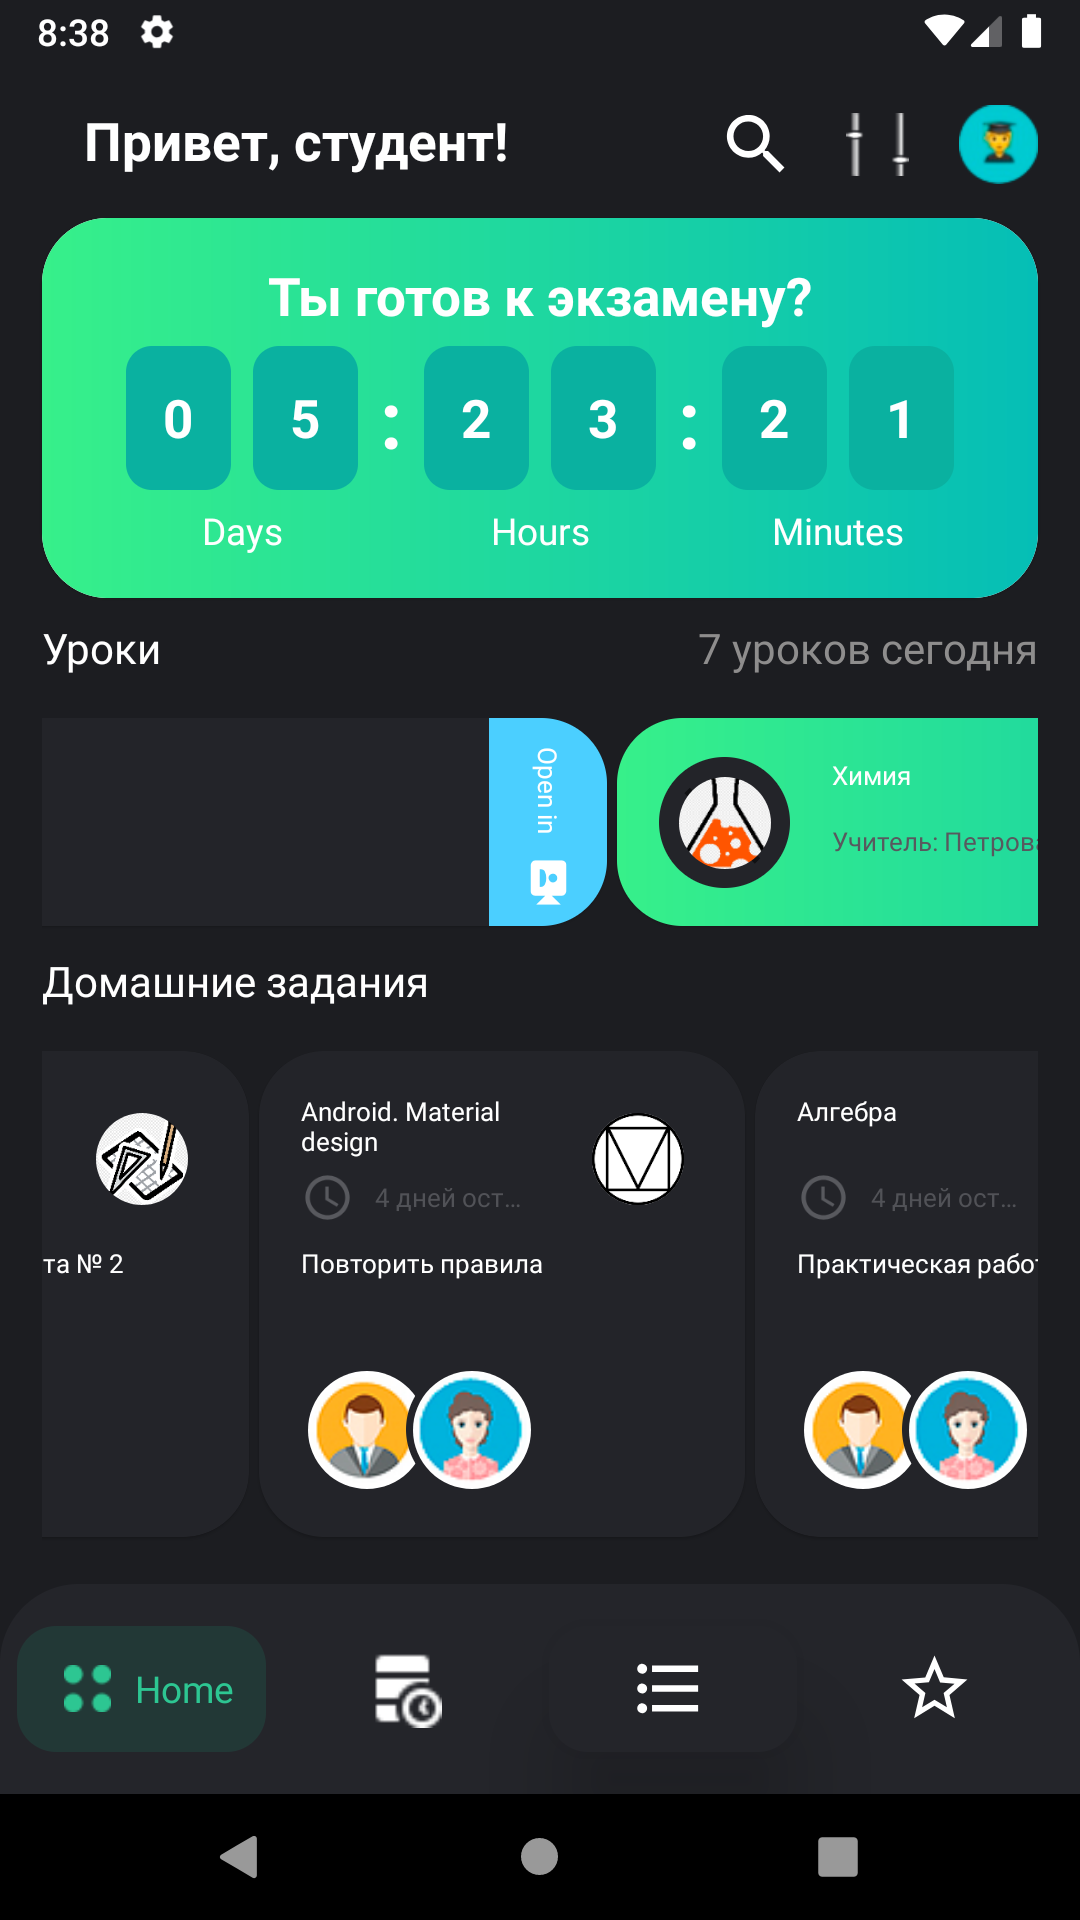 8:38
Привет, студент!
Ты готов к экзамену?
0 5 : 2 3 : 2 1
Days Hours Minutes
Уроки 7 уроков сегодня
Open in
Химия
Учитель: Петрова
Домашние задания
та № 2
Android. Material
design
4 дней ост...
Повторить правила
Алгебра
4 дней ост...
Практическая работ
Home